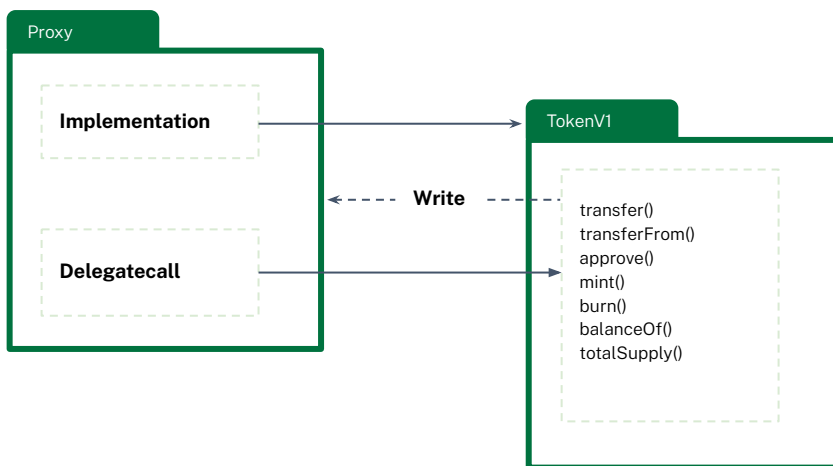 Proxy
Implementation
TokenV1
Write
Delegatecall
transfer()
transferFrom()
approve()
mint()
burn()
balanceOf()
totalSupply()